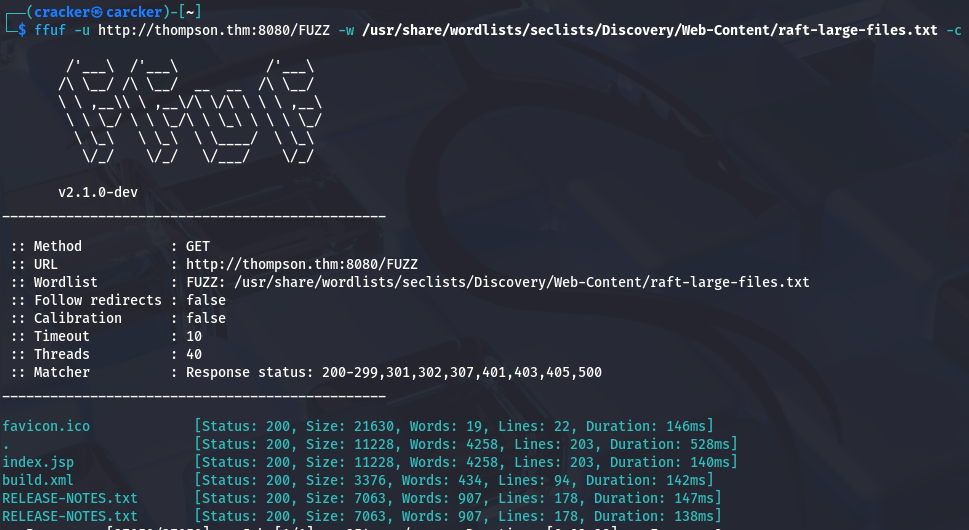 ┌──(cracker㉿carcker)-[~]
└─$ ffuf -u http://thompson.thm:8080/FUZZ -w /usr/share/wordlists/seclists/Discovery/Web-Content/raft-large-files.txt -c
        /'___\  /'___\           /'___\
       /\ \__/ /\ \__/  __  __  /\ \__/
       \ \ ,__\\ \ ,__\/\ \/\ \ \ \ ,__\
        \ \ \_/ \ \ \_/\ \ \_\ \ \ \ \_/
         \ \_\   \ \_\  \ \____/  \ \_\
          \/_/    \/_/   \/___/    \/_/
       v2.1.0-dev
________________________________________________
 :: Method           : GET
 :: URL              : http://thompson.thm:8080/FUZZ
 :: Wordlist         : FUZZ: /usr/share/wordlists/seclists/Discovery/Web-Content/raft-large-files.txt
 :: Follow redirects : false
 :: Calibration      : false
 :: Timeout          : 10
 :: Threads          : 40
 :: Matcher          : Response status: 200-299,301,302,307,401,403,405,500
________________________________________________
favicon.ico             [Status: 200, Size: 21630, Words: 19, Lines: 22, Duration: 146ms]
.                       [Status: 200, Size: 11228, Words: 4258, Lines: 203, Duration: 528ms]
index.jsp               [Status: 200, Size: 11228, Words: 4258, Lines: 203, Duration: 140ms]
build.xml               [Status: 200, Size: 3376, Words: 434, Lines: 94, Duration: 142ms]
RELEASE-NOTES.txt       [Status: 200, Size: 7063, Words: 907, Lines: 178, Duration: 147ms]
RELEASE-NOTES.txt       [Status: 200, Size: 7063, Words: 907, Lines: 178, Duration: 138ms]